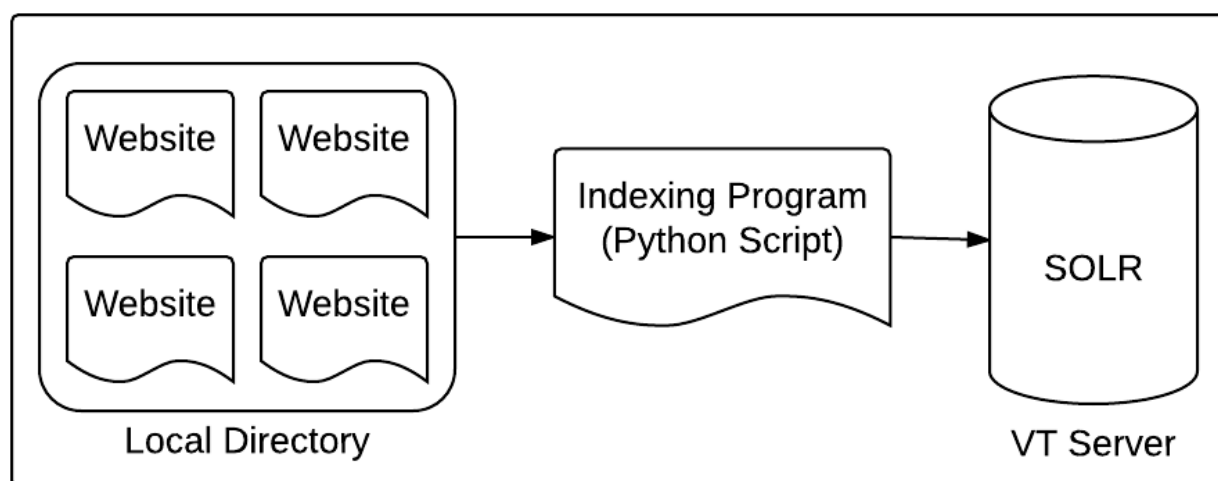 Website
Website
Website
Website
Local Directory
Indexing Program
(Python Script)
SOLR
VT Server